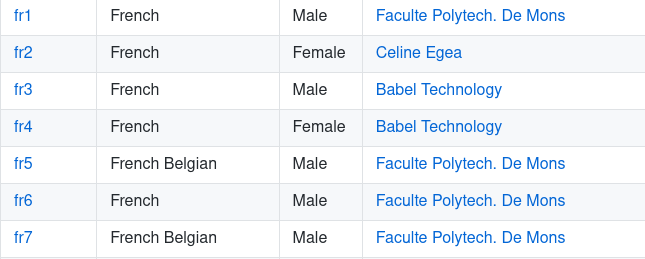 fr1 French Male Faculte Polytech. De Mons
fr2 French Female Celine Egea
fr3 French Male Babel Technology
fr4 French Female Babel Technology
fr5 French Belgian Male Faculte Polytech. De Mons
fr6 French Male Faculte Polytech. De Mons
fr7 French Belgian Male Faculte Polytech. De Mons